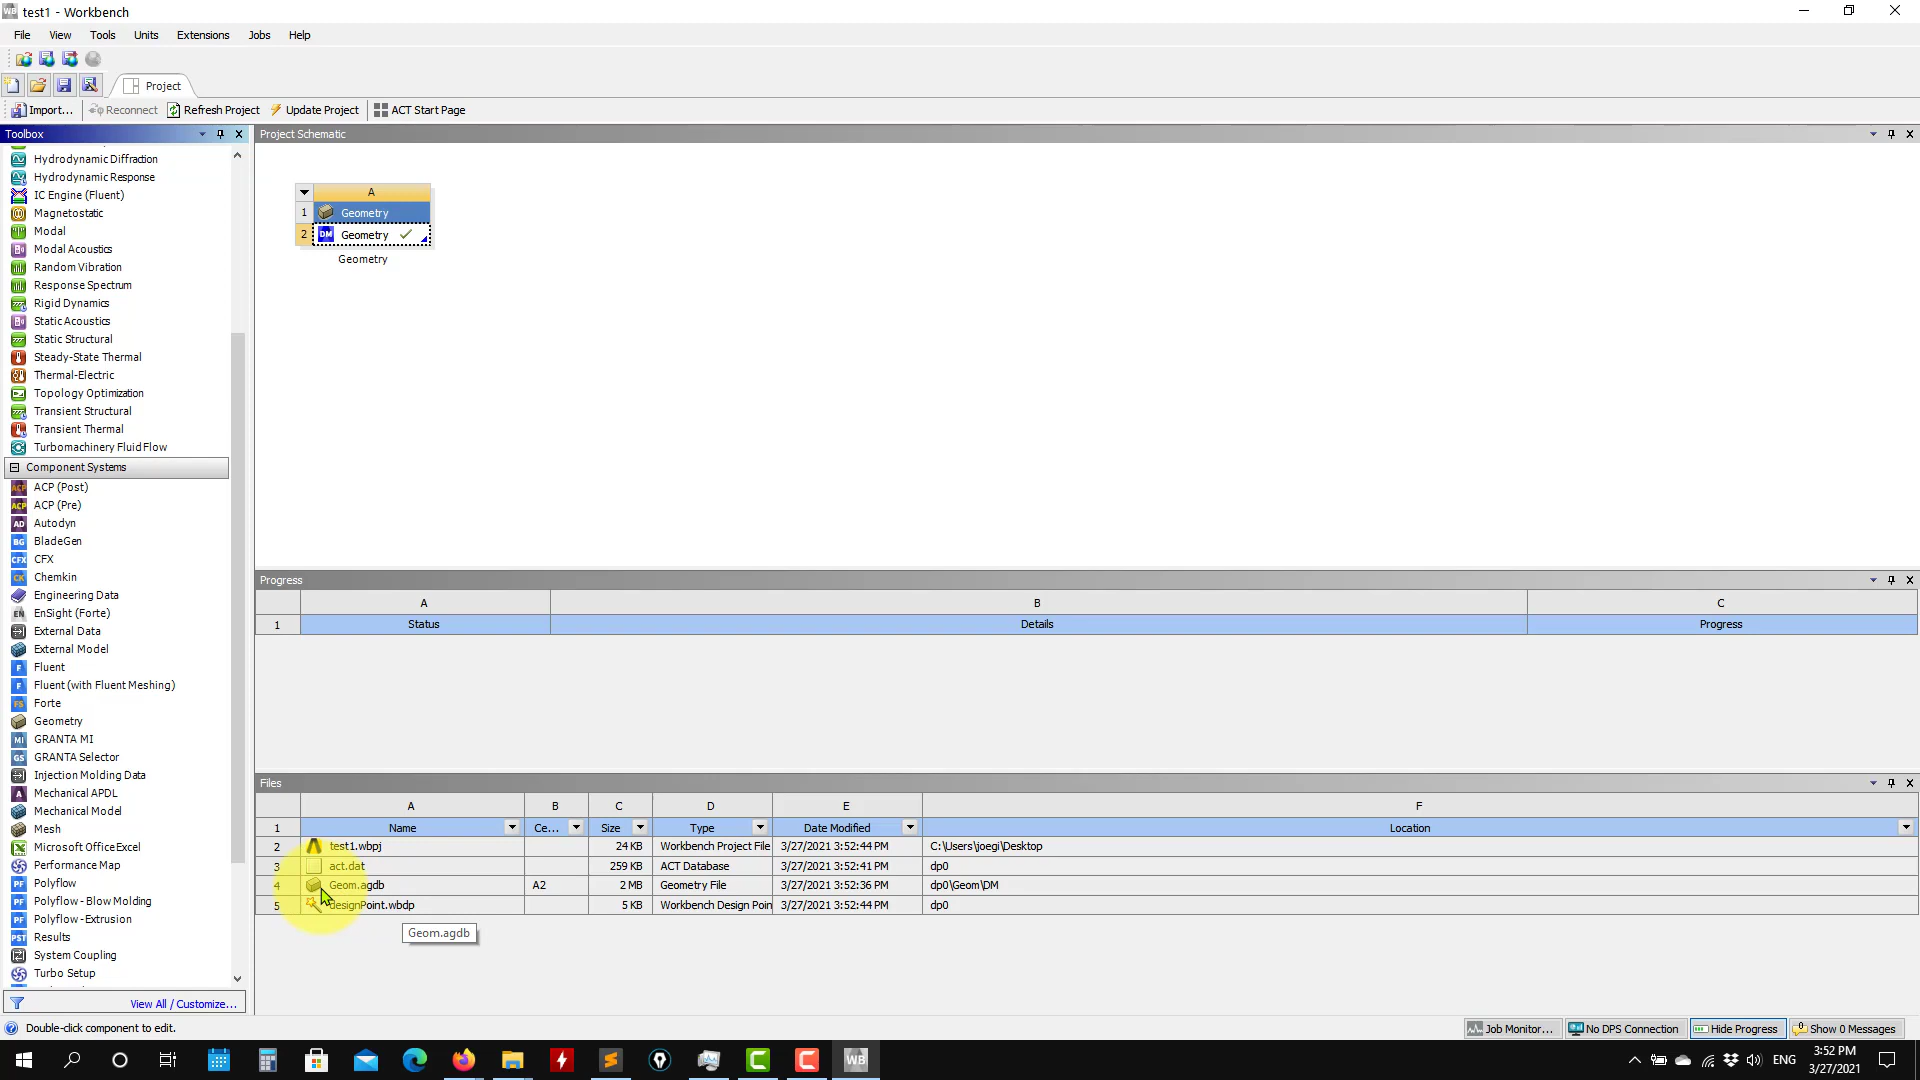 test1 - Workbench
File View Tools Units Extensions Jobs Help
Project
Import... Reconnect Refresh Project Update Project ACT Start Page
Toolbox
Hydrodynamic Diffraction
Hydrodynamic Response
IC Engine (Fluent)
Magnetostatic
Modal
Modal Acoustics
Random Vibration
Response Spectrum
Rigid Dynamics
Static Acoustics
Static Structural
Steady-State Thermal
Thermal-Electric
Topology Optimization
Transient Structural
Transient Thermal
Turbomachinery Fluid Flow
Component Systems
ACP (Post)
ACP (Pre)
Autodyn
BladeGen
CFX
Chemkin
Engineering Data
EnSight (Forte)
External Data
External Model
Fluent
Fluent (with Fluent Meshing)
Forte
Geometry
GRANTA MI
GRANTA Selector
Injection Molding Data
Mechanical APDL
Mechanical Model
Mesh
Microsoft Office Excel
Performance Map
Polyflow
Polyflow - Blow Molding
Polyflow - Extrusion
Results
System Coupling
Turbo Setup
View All / Customize...
Project Schematic
A
1 Geometry
2 DM Geometry
Geometry
Progress
A B C
1 Status Details Progress
Files
A B C D E F
1 Name Ce... Size Type Date Modified Location
2 test1.wbpj 24 KB Workbench Project File 3/27/2021 3:52:44 PM C:\Users\joegi\Desktop
3 act.dat 259 KB ACT Database 3/27/2021 3:52:41 PM dp0
4 Geom.agdb A2 2 MB Geometry File 3/27/2021 3:52:36 PM dp0\Geom\DM
5 designPoint.wbdp 5 KB Workbench Design Poin 3/27/2021 3:52:44 PM dp0
Geom.agdb
Double-click component to edit.
Job Monitor... No DPS Connection Hide Progress Show 0 Messages
WB
ENG
3:52 PM
3/27/2021